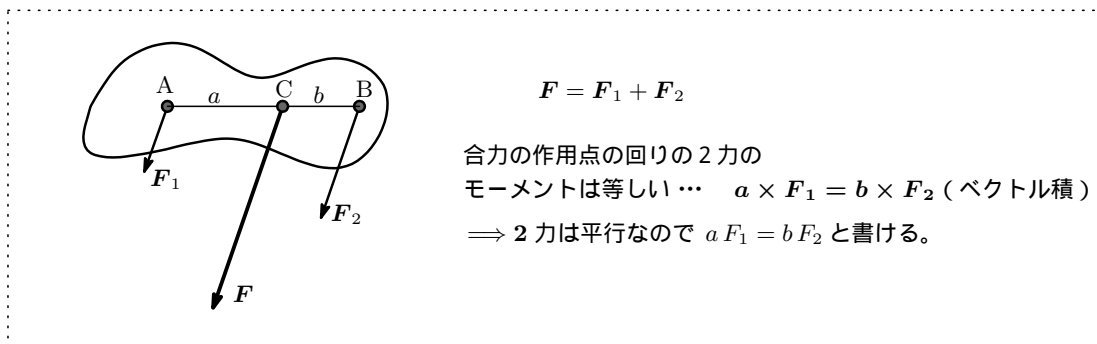 A a C b B
F₁
F₂
F
F = F₁ + F₂
合力の作用点の回りの2力の
モーメントは等しい … a × F₁ = b × F₂ (ベクトル積)
⟹ 2力は平行なので a F₁ = b F₂ と書ける。